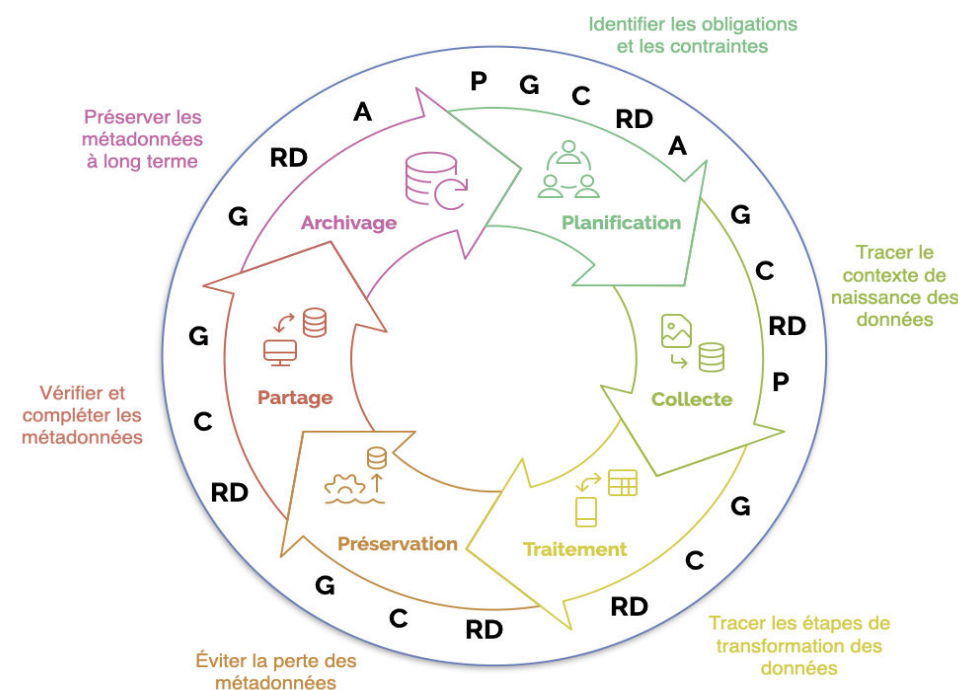 Identifier les obligations
et les contraintes
P
G
C
RD
A
Planification
G
C
RD
P
Tracer le
contexte de
naissance des
données
Collecte
G
C
RD
Traitement
Tracer les étapes de
transformation des
données
RD
C
G
Préservation
Éviter la perte des
métadonnées
RD
C
G
Partage
Vérifier et
compléter les
métadonnées
G
RD
A
Archivage
Préserver les
métadonnées
à long terme